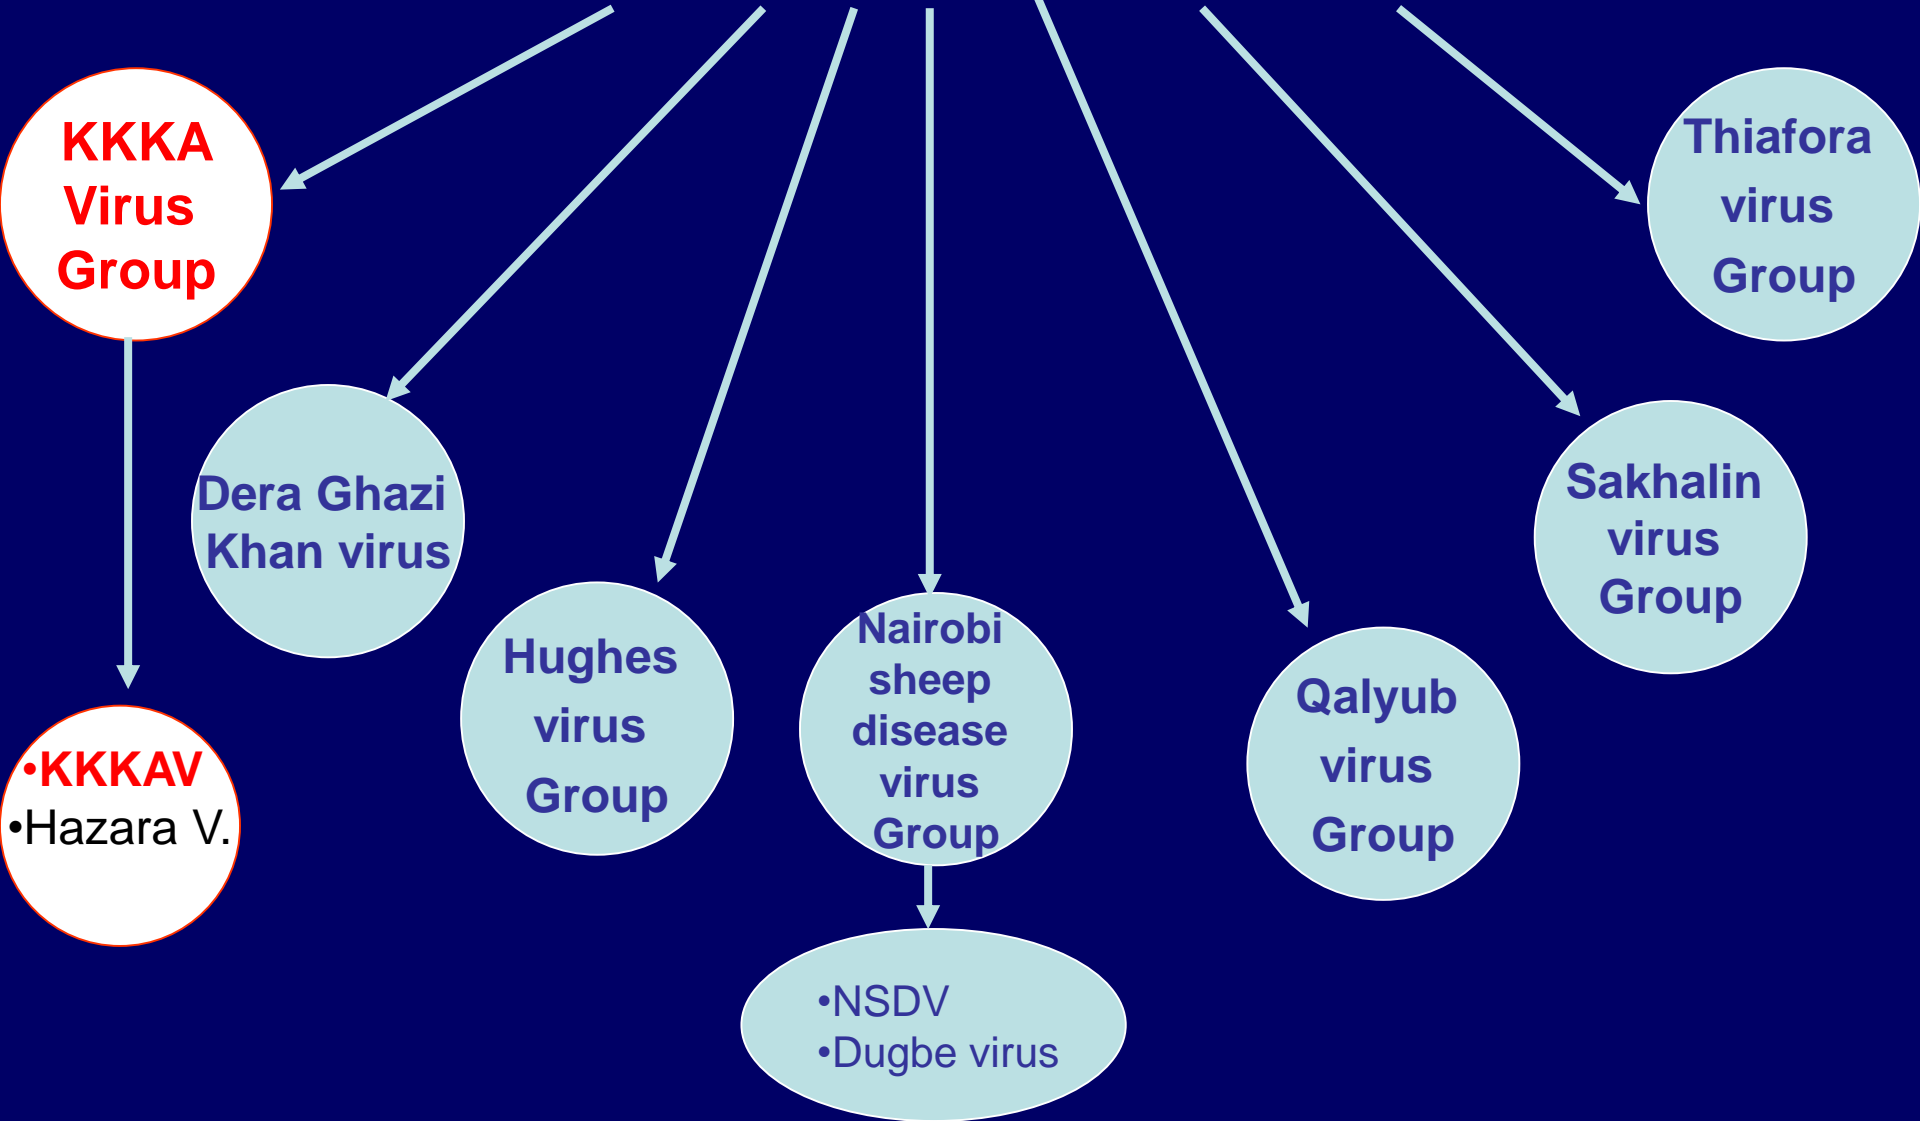 KKKA
Virus
Group
Thiafora
virus
Group
Dera Ghazi
Khan virus
Sakhalin
virus
Group
Hughes
virus
Group
Nairobi
sheep
disease
virus
Group
Qalyub
virus
Group
•KKKAV
•Hazara V.
•NSDV
•Dugbe virus